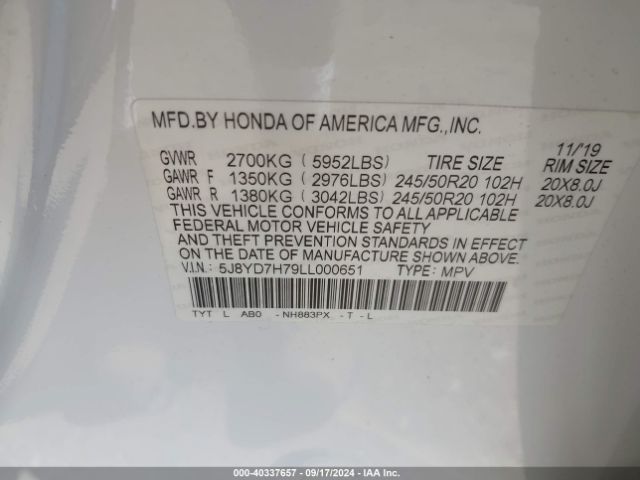 MFD.BY HONDA OF AMERICA MFG.,INC.
11/'19
GVWR 2700KG ( 5952LBS) TIRE SIZE RIM SIZE
GAWR F 1350KG ( 2976LBS) 245/50R20 102H 20X8.0J
GAWR R 1380KG ( 3042LBS) 245/50R20 102H 20X8.0J
THIS VEHICLE CONFORMS TO ALL APPLICABLE
FEDERAL MOTOR VEHICLE SAFETY
AND THEFT PREVENTION STANDARDS IN EFFECT
ON THE DATE OF MANUFACTURE SHOWN ABOVE.
V.I.N.: 5J8YD7H79LL000651 TYPE: MPV
TYT L AB0 -NH883PX -T-L
000-40337657 - 09/17/2024 - IAA Inc.